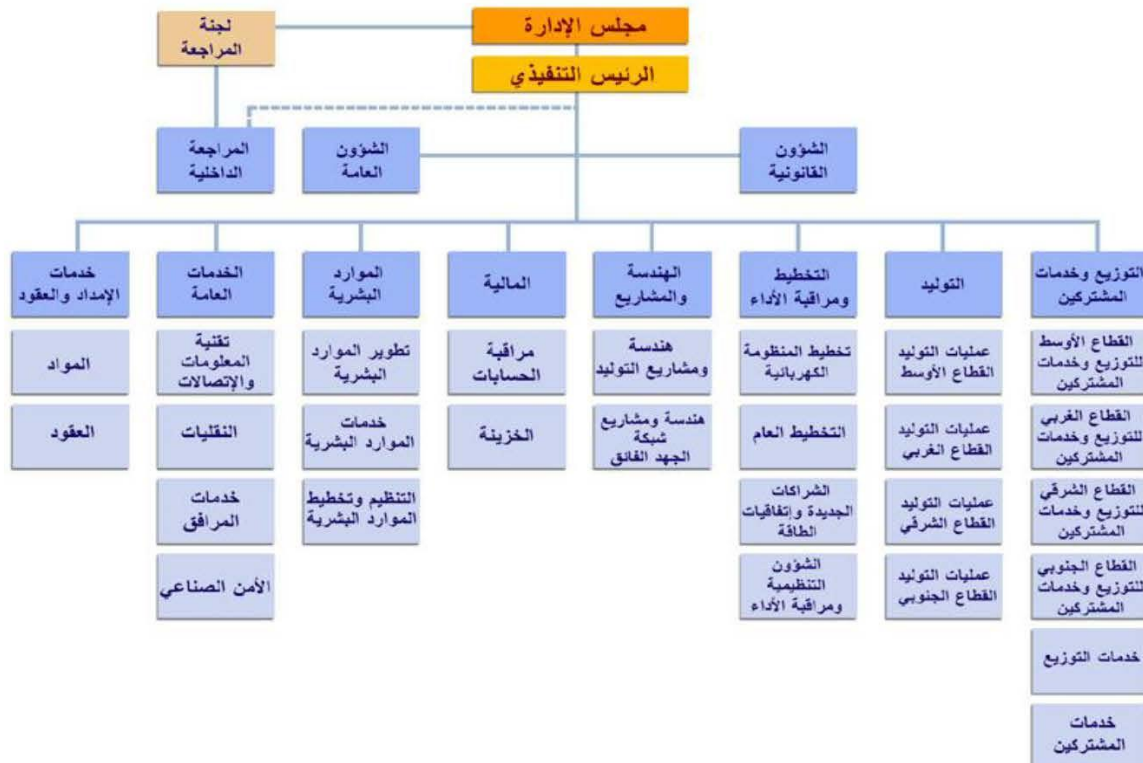 مجلس الإدارة
لجنة
المراجعة
الرئيس التنفيذي
الشؤون
القانونية
الشؤون
العامة
المراجعة
الداخلية
التوزيع وخدمات
المشتركين
القطاع الأوسط
للتوزيع وخدمات
المشتركين
القطاع الغربي
للتوزيع وخدمات
المشتركين
القطاع الشرقي
للتوزيع وخدمات
المشتركين
القطاع الجنوبي
للتوزيع وخدمات
المشتركين
خدمات التوزيع
خدمات
المشتركين
التوليد
عمليات التوليد
القطاع الأوسط
عمليات التوليد
القطاع الغربي
عمليات التوليد
القطاع الشرقي
عمليات التوليد
القطاع الجنوبي
التخطيط
ومراقبة الأداء
تخطيط المنظومة
الكهربائية
التخطيط العام
الشراكات
الجديدة وإتفاقيات
الطاقة
الشؤون
التنظيمية
ومراقبة الأداء
الهندسة
والمشاريع
هندسة
ومشاريع التوليد
هندسة ومشاريع
شبكة
الجهد الفائق
المالية
مراقبة
الحسابات
الخزينة
الموارد
البشرية
تطوير الموارد
البشرية
خدمات
الموارد البشرية
التنظيم وتخطيط
الموارد البشرية
الخدمات
العامة
تقنية
المعلومات
والإتصالات
النقليات
خدمات
المرافق
الأمن الصناعي
خدمات
الإمداد والعقود
المواد
العقود